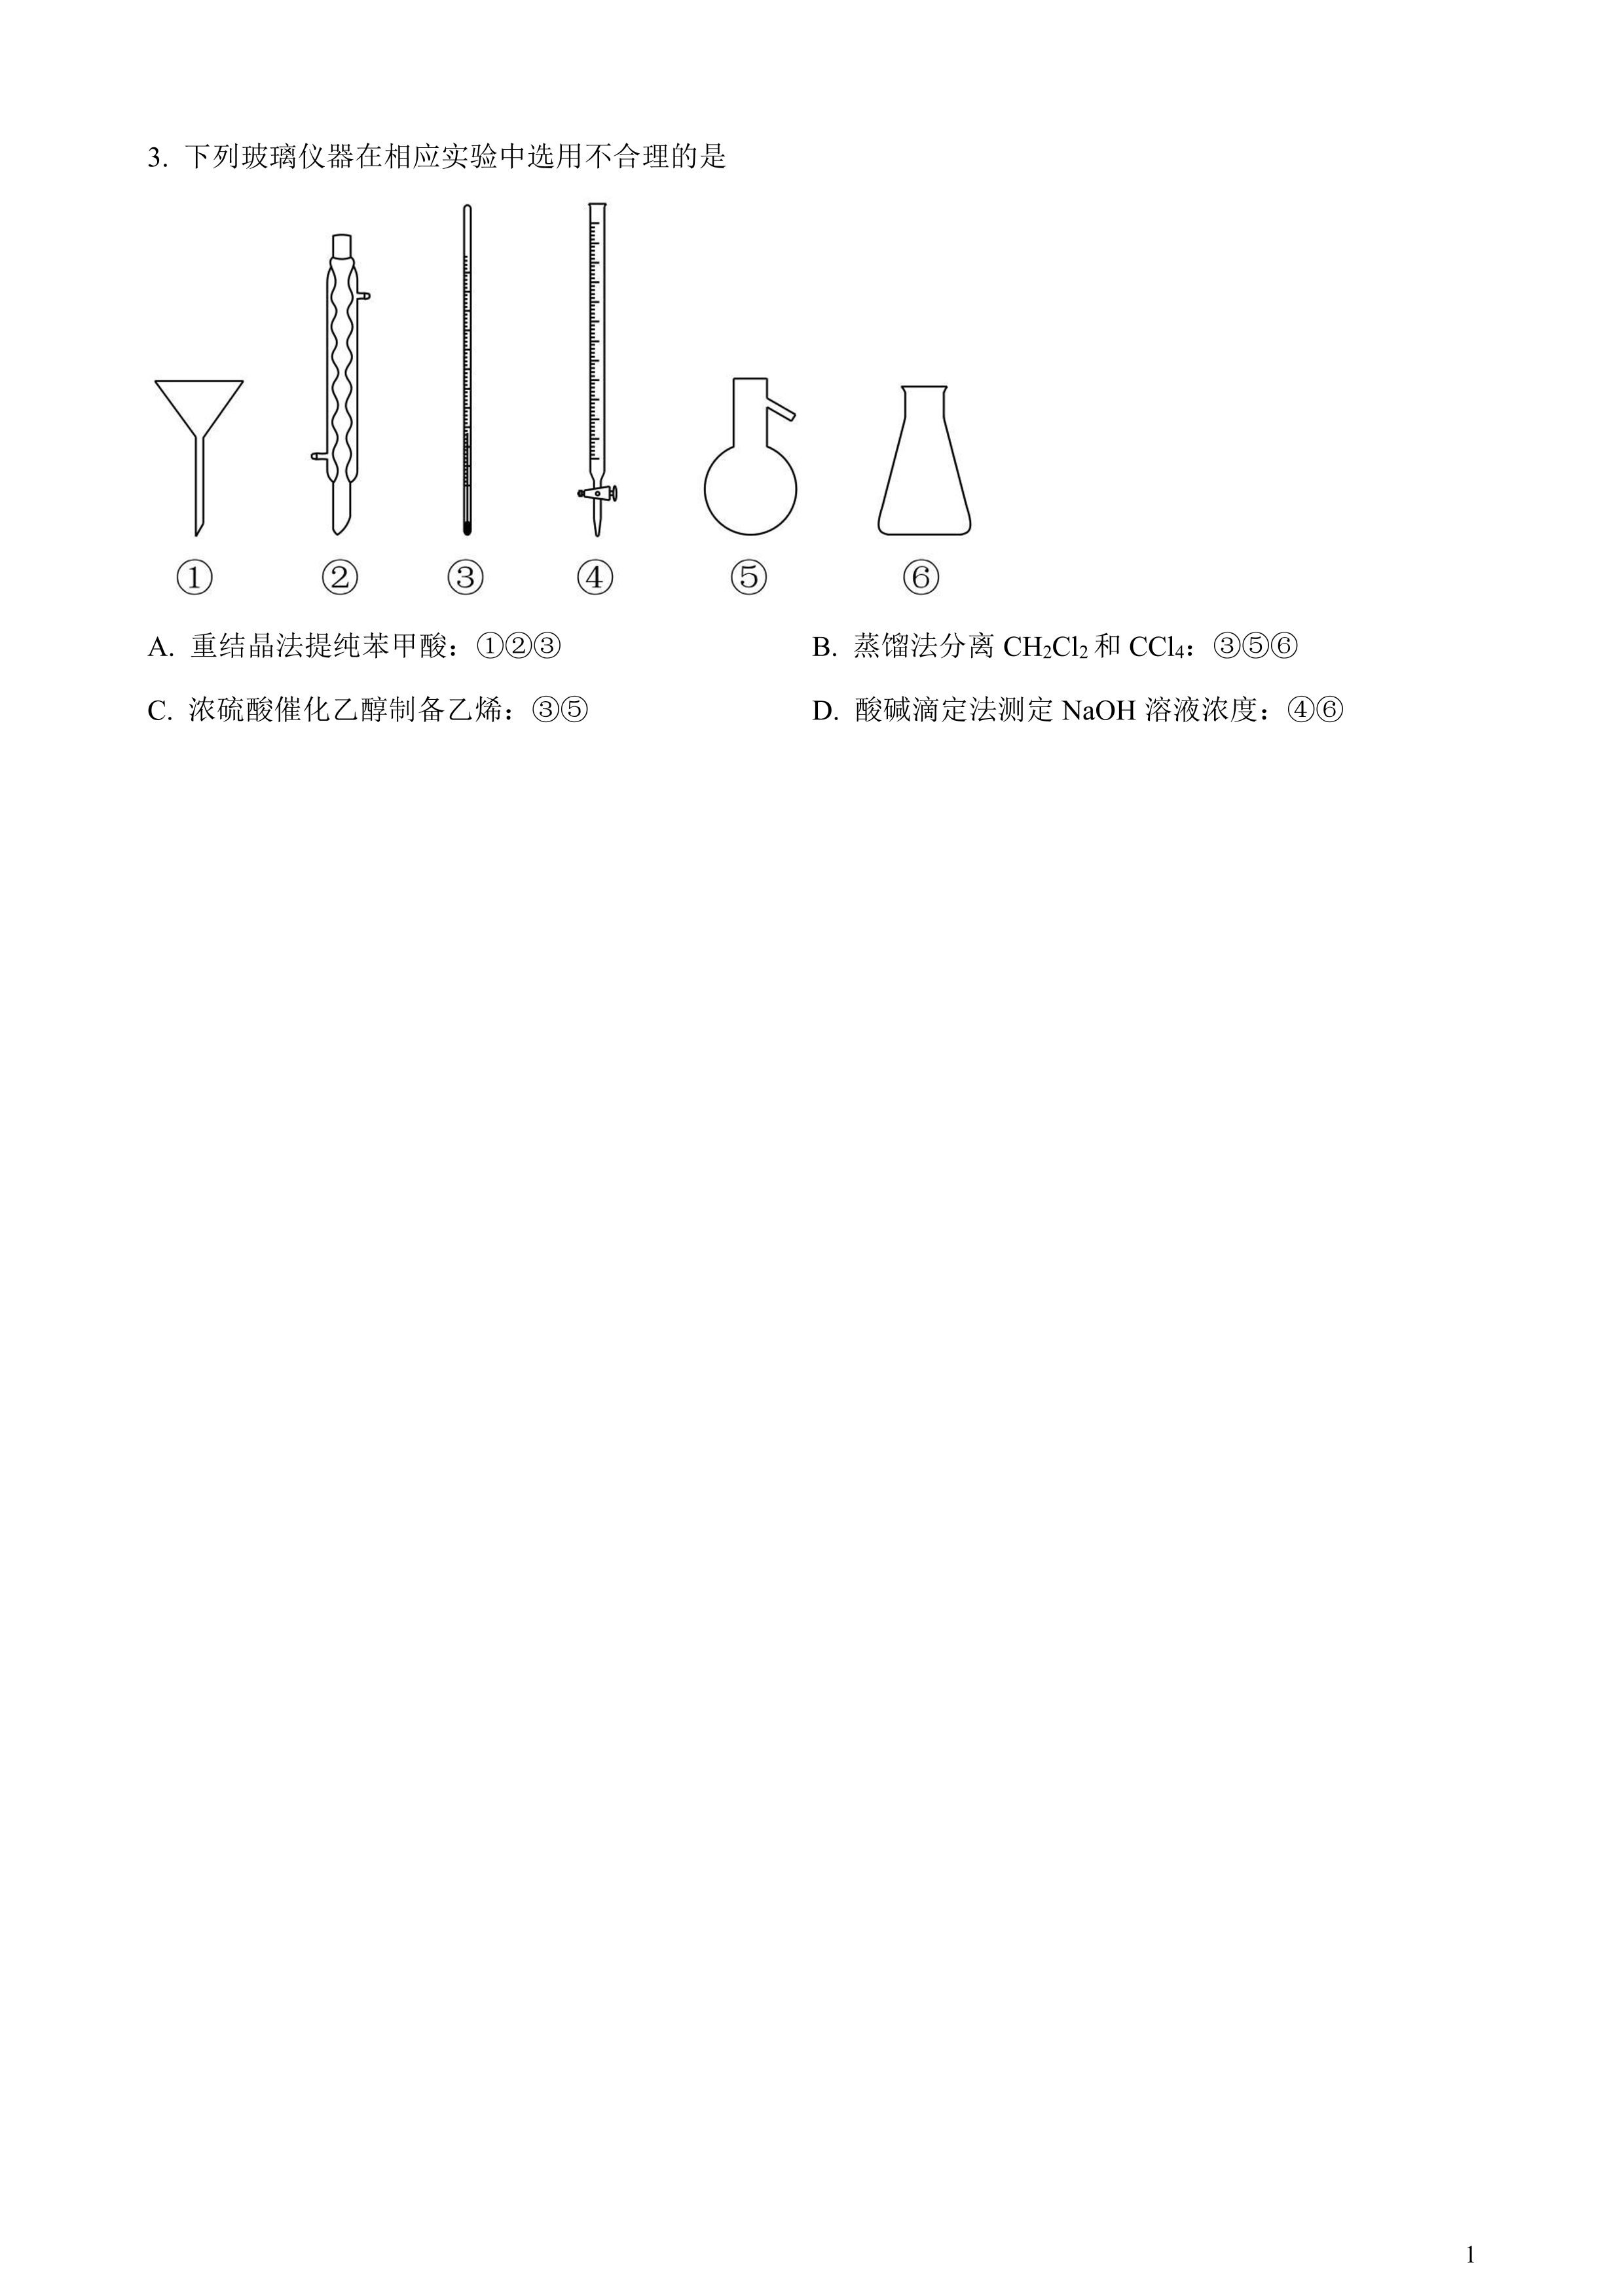 3. 下列玻璃仪器在相应实验中选用不合理的是
① ② ③ ④ ⑤ ⑥
A. 重结晶法提纯苯甲酸：①②③ B. 蒸馏法分离 CH₂Cl₂ 和 CCl₄：③⑤⑥
C. 浓硫酸催化乙醇制备乙烯：③⑤ D. 酸碱滴定法测定 NaOH 溶液浓度：④⑥
1